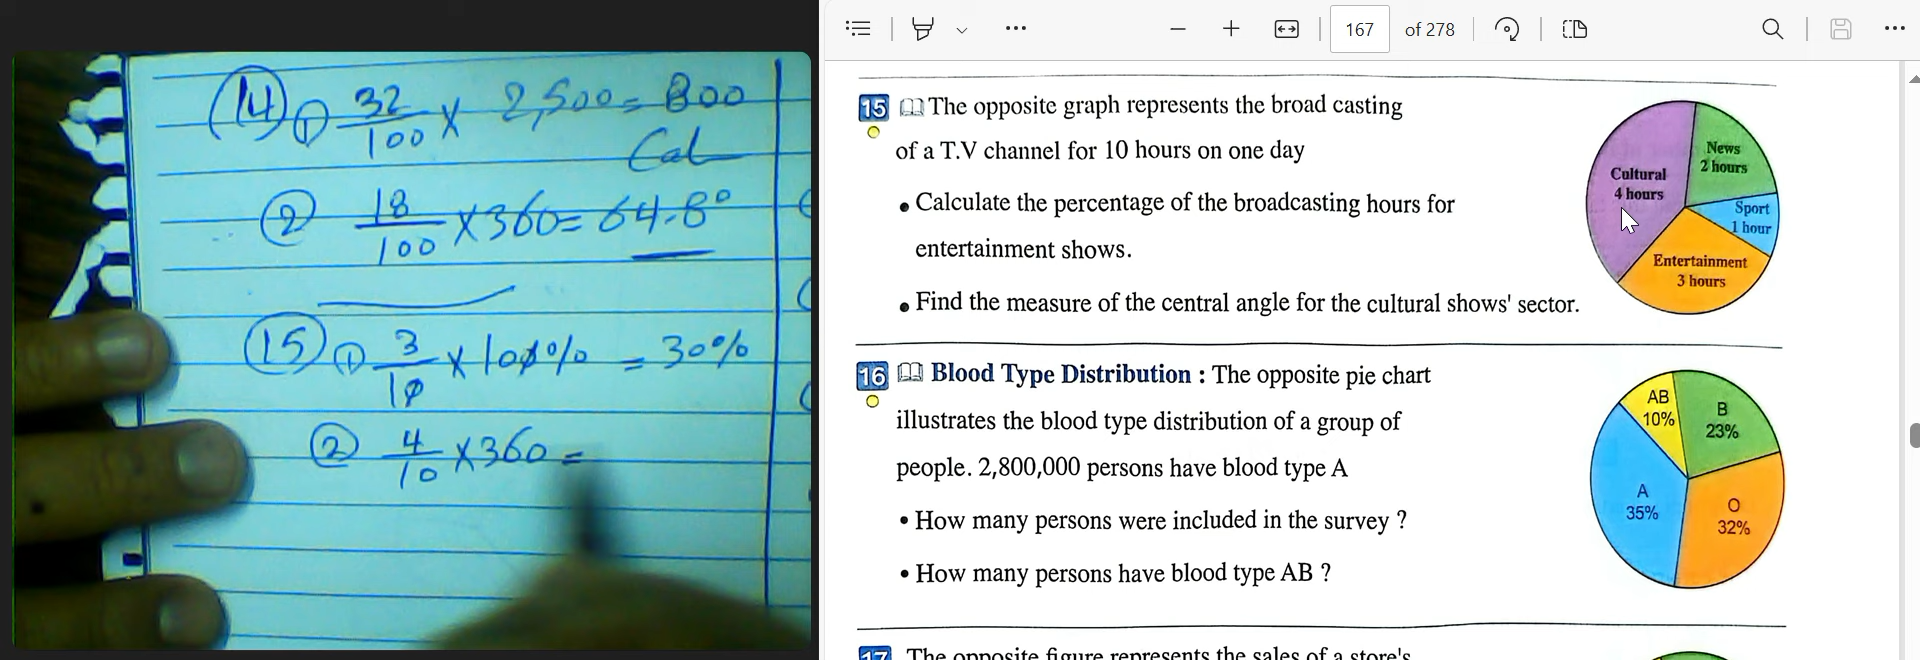 14 ① 32/100 × 2,500 = 800
Cal
② 18/100 × 360 = 64.8°
15 ① 3/10 × 100% = 30%
② 4/10 × 360 =
167 of 278
15 The opposite graph represents the broad casting
of a T.V channel for 10 hours on one day
• Calculate the percentage of the broadcasting hours for
entertainment shows.
• Find the measure of the central angle for the cultural shows' sector.
News
2 hours
Cultural
4 hours
Sport
1 hour
Entertainment
3 hours
16 Blood Type Distribution : The opposite pie chart
illustrates the blood type distribution of a group of
people. 2,800,000 persons have blood type A
• How many persons were included in the survey ?
• How many persons have blood type AB ?
AB
10%
B
23%
A
35%
O
32%
17 The opposite figure represents the sales of a store's